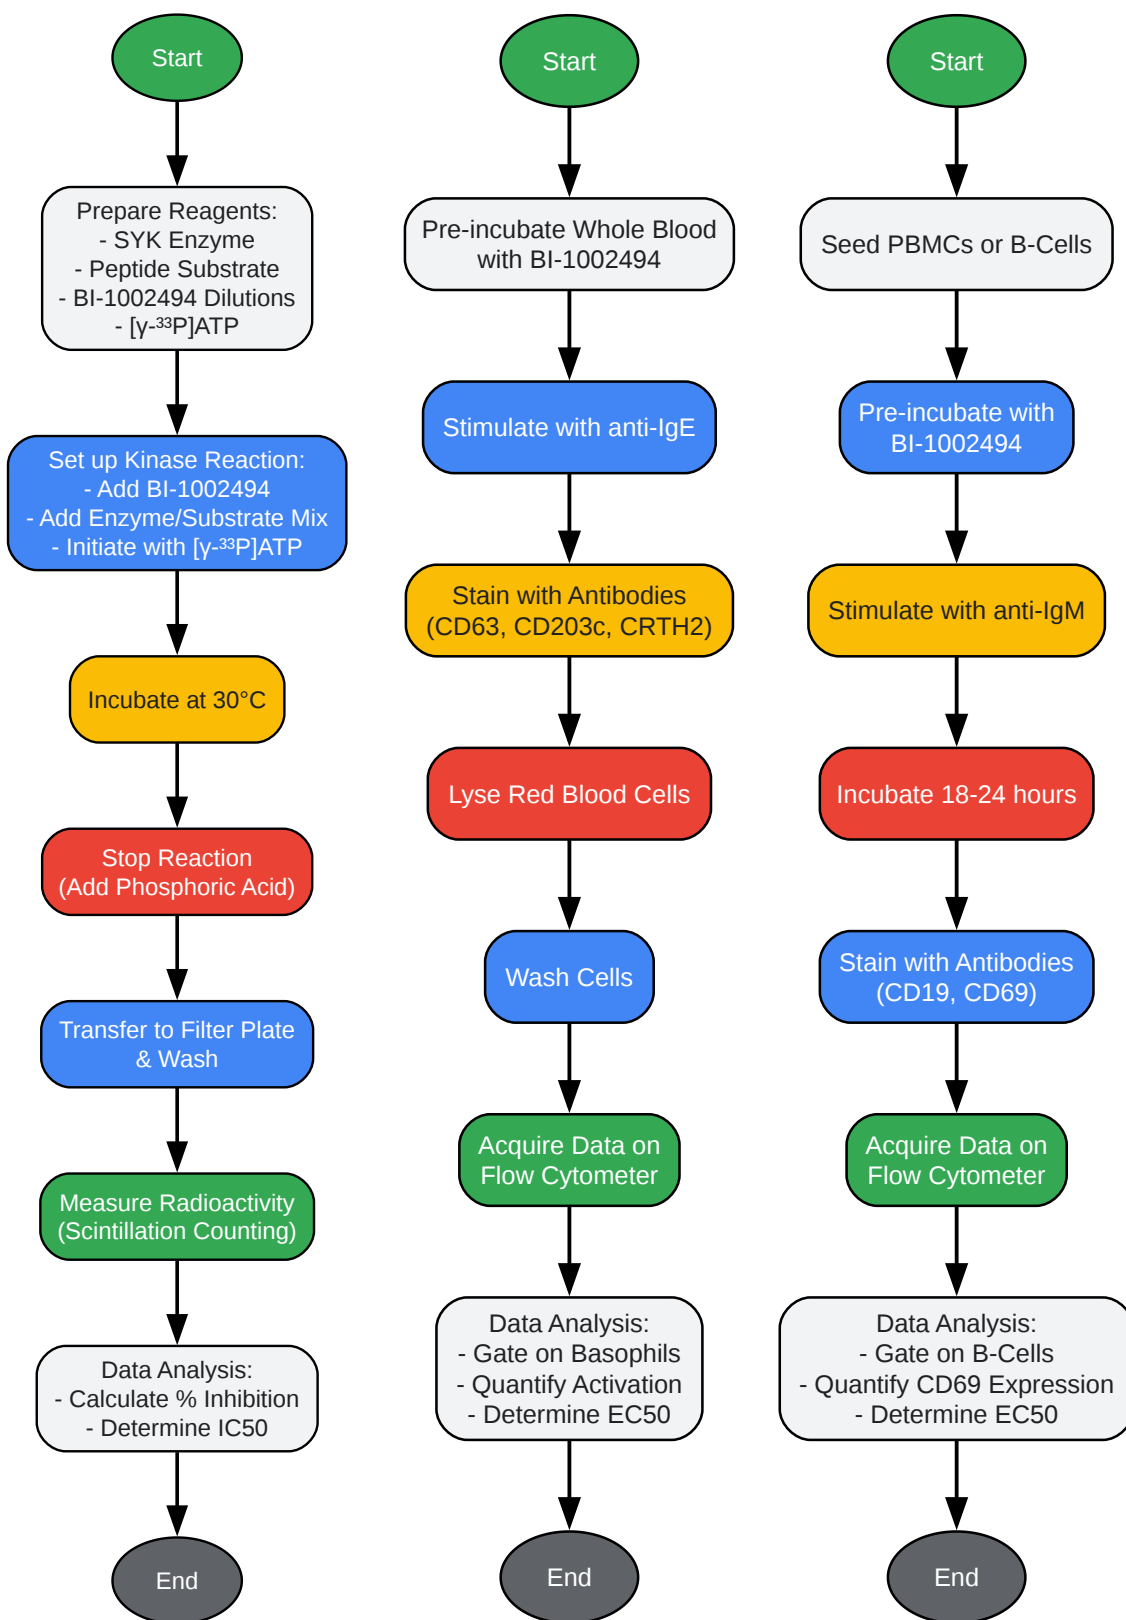 Start
Prepare Reagents:
- SYK Enzyme
- Peptide Substrate
- BI-1002494 Dilutions
- [γ-³³P]ATP
Set up Kinase Reaction:
- Add BI-1002494
- Add Enzyme/Substrate Mix
- Initiate with [γ-³³P]ATP
Incubate at 30°C
Stop Reaction
(Add Phosphoric Acid)
Transfer to Filter Plate
& Wash
Measure Radioactivity
(Scintillation Counting)
Data Analysis:
- Calculate % Inhibition
- Determine IC50
End
Start
Pre-incubate Whole Blood
with BI-1002494
Stimulate with anti-IgE
Stain with Antibodies
(CD63, CD203c, CRTH2)
Lyse Red Blood Cells
Wash Cells
Acquire Data on
Flow Cytometer
Data Analysis:
- Gate on Basophils
- Quantify Activation
- Determine EC50
End
Start
Seed PBMCs or B-Cells
Pre-incubate with
BI-1002494
Stimulate with anti-IgM
Incubate 18-24 hours
Stain with Antibodies
(CD19, CD69)
Acquire Data on
Flow Cytometer
Data Analysis:
- Gate on B-Cells
- Quantify CD69 Expression
- Determine EC50
End